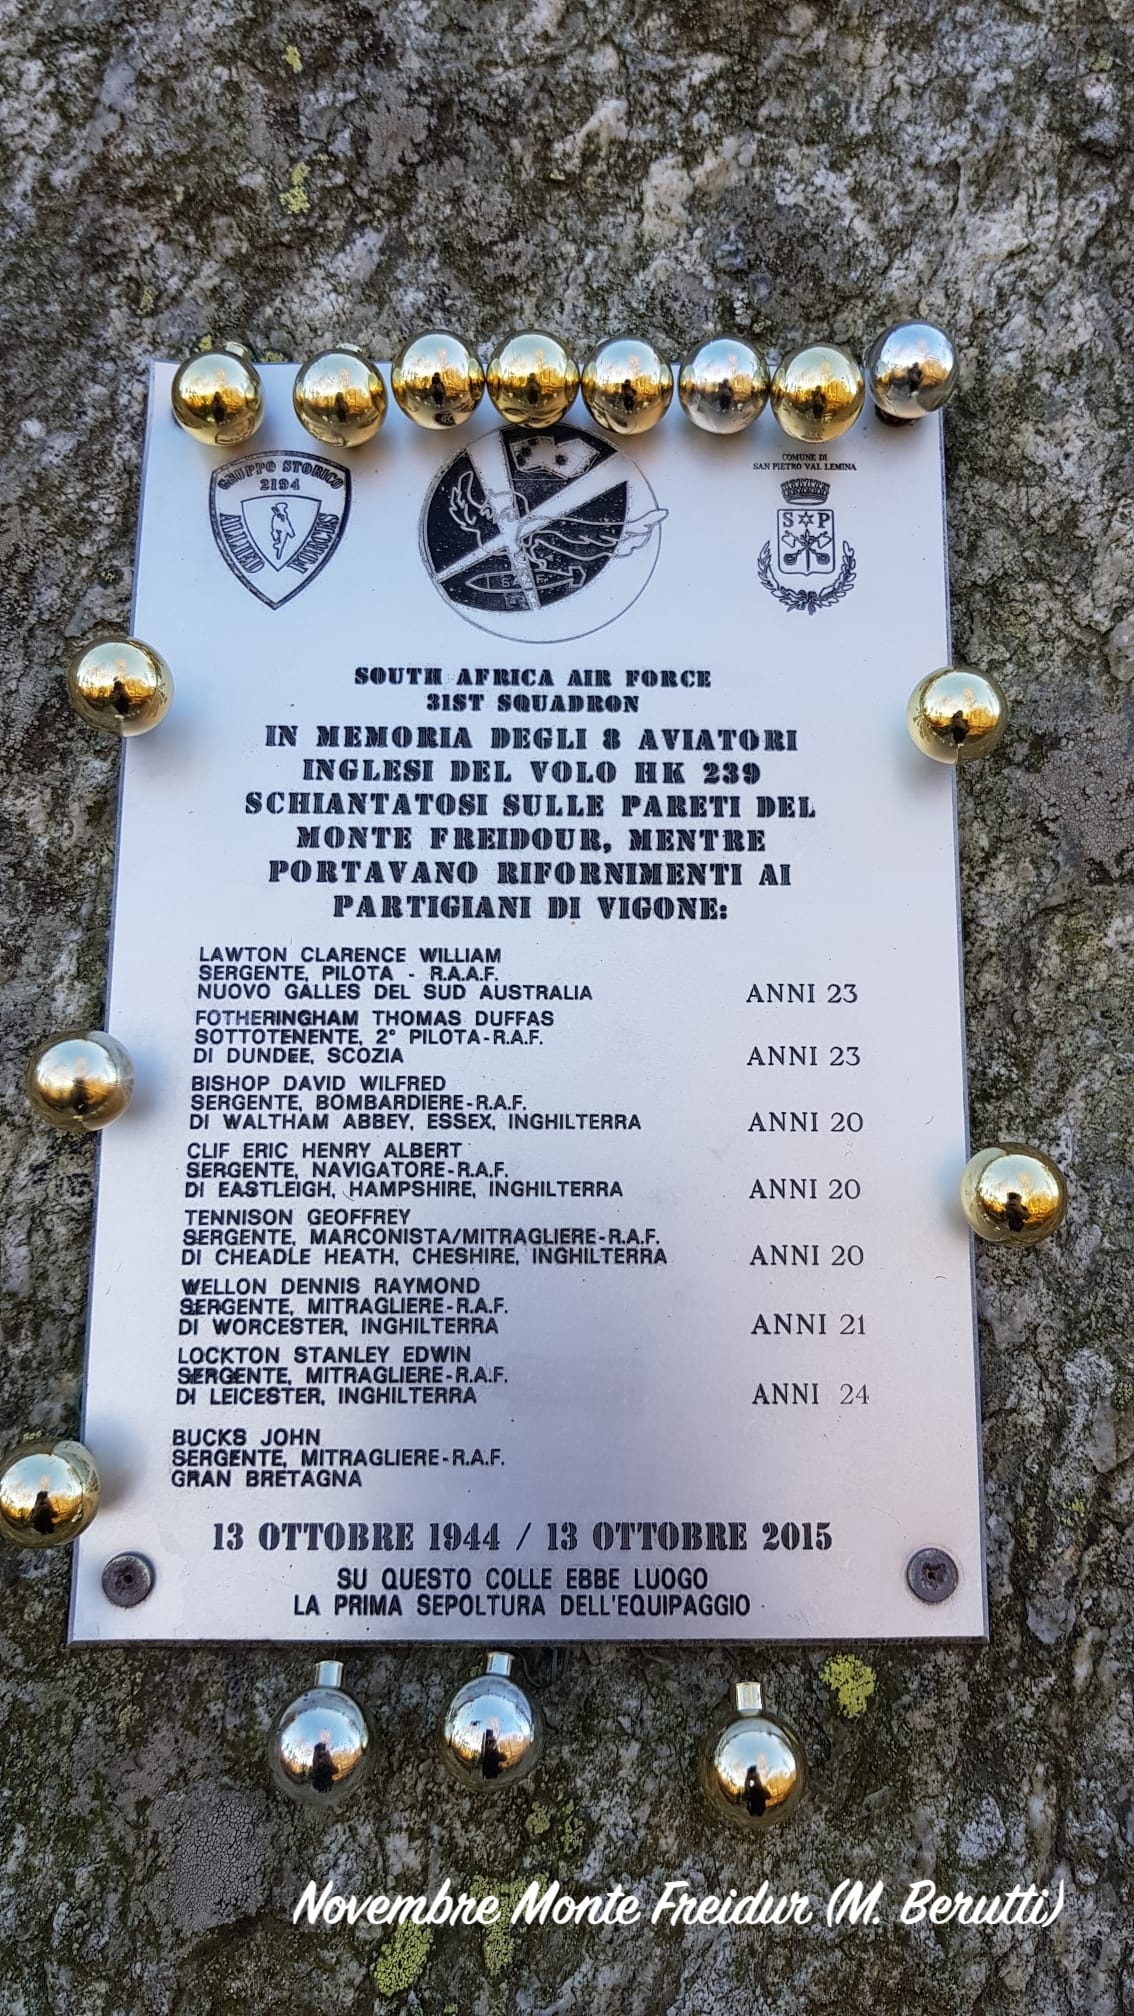 GRUPPO STORICO
2194
ALLIED FORCES
S.A.A.F.
COMUNE DI
SAN PIETRO VAL LEMINA
S P
SOUTH AFRICA AIR FORCE
31ST SQUADRON
IN MEMORIA DEGLI 8 AVIATORI
INGLESI DEL VOLO HK 239
SCHIANTATOSI SULLE PARETI DEL
MONTE FREIDOUR, MENTRE
PORTAVANO RIFORNIMENTI AI
PARTIGIANI DI VIGONE:
LAWTON CLARENCE WILLIAM
SERGENTE, PILOTA - R.A.A.F.
NUOVO GALLES DEL SUD AUSTRALIA ANNI 23
FOTHERINGHAM THOMAS DUFFAS
SOTTOTENENTE, 2° PILOTA-R.A.F.
DI DUNDEE, SCOZIA ANNI 23
BISHOP DAVID WILFRED
SERGENTE, BOMBARDIERE-R.A.F.
DI WALTHAM ABBEY, ESSEX, INGHILTERRA ANNI 20
CLIF ERIC HENRY ALBERT
SERGENTE, NAVIGATORE-R.A.F.
DI EASTLEIGH, HAMPSHIRE, INGHILTERRA ANNI 20
TENNISON GEOFFREY
SERGENTE, MARCONISTA/MITRAGLIERE-R.A.F.
DI CHEADLE HEATH, CHESHIRE, INGHILTERRA ANNI 20
WELLON DENNIS RAYMOND
SERGENTE, MITRAGLIERE-R.A.F.
DI WORCESTER, INGHILTERRA ANNI 21
LOCKTON STANLEY EDWIN
SERGENTE, MITRAGLIERE-R.A.F.
DI LEICESTER, INGHILTERRA ANNI 24
BUCKS JOHN
SERGENTE, MITRAGLIERE-R.A.F.
GRAN BRETAGNA
13 OTTOBRE 1944 / 13 OTTOBRE 2015
SU QUESTO COLLE EBBE LUOGO
LA PRIMA SEPOLTURA DELL'EQUIPAGGIO
Novembre Monte Freidur (M. Berutti)